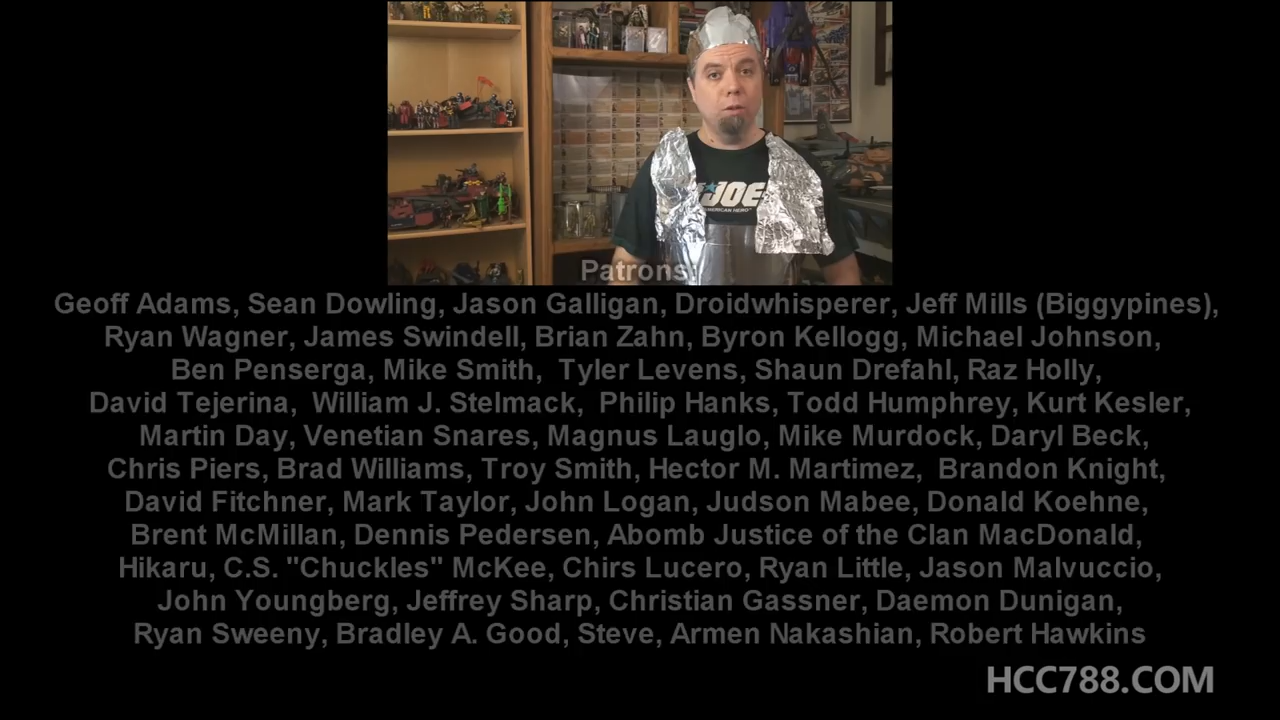 JOE
AMERICAN HERO
Patrons:
Geoff Adams, Sean Dowling, Jason Galligan, Droidwhisperer, Jeff Mills (Biggypines),
Ryan Wagner, James Swindell, Brian Zahn, Byron Kellogg, Michael Johnson,
Ben Penserga, Mike Smith, Tyler Levens, Shaun Drefahl, Raz Holly,
David Tejerina, William J. Stelmack, Philip Hanks, Todd Humphrey, Kurt Kesler,
Martin Day, Venetian Snares, Magnus Lauglo, Mike Murdock, Daryl Beck,
Chris Piers, Brad Williams, Troy Smith, Hector M. Martimez, Brandon Knight,
David Fitchner, Mark Taylor, John Logan, Judson Mabee, Donald Koehne,
Brent McMillan, Dennis Pedersen, Abomb Justice of the Clan MacDonald,
Hikaru, C.S. "Chuckles" McKee, Chirs Lucero, Ryan Little, Jason Malvuccio,
John Youngberg, Jeffrey Sharp, Christian Gassner, Daemon Dunigan,
Ryan Sweeny, Bradley A. Good, Steve, Armen Nakashian, Robert Hawkins
HCC788.COM